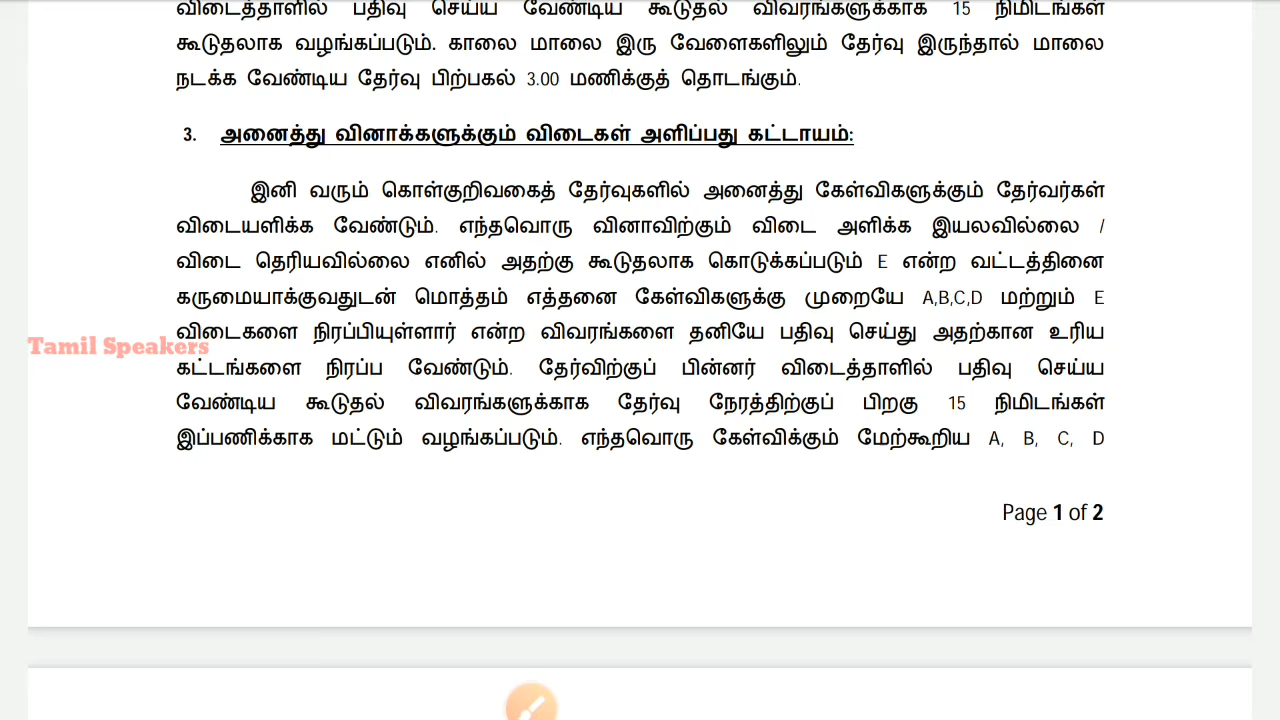 விடைத்தாளில் பதிவு செய்ய வேண்டிய கூடுதல் விவரங்களுக்காக 15 நிமிடங்கள்
கூடுதலாக வழங்கப்படும். காலை மாலை இரு வேளைகளிலும் தேர்வு இருந்தால் மாலை
நடக்க வேண்டிய தேர்வு பிற்பகல் 3.00 மணிக்குத் தொடங்கும்.
3. அனைத்து வினாக்களுக்கும் விடைகள் அளிப்பது கட்டாயம்:
இனி வரும் கொள்குறிவகைத் தேர்வுகளில் அனைத்து கேள்விகளுக்கும் தேர்வர்கள்
விடையளிக்க வேண்டும். எந்தவொரு வினாவிற்கும் விடை அளிக்க இயலவில்லை /
விடை தெரியவில்லை எனில் அதற்கு கூடுதலாக கொடுக்கப்படும் E என்ற வட்டத்தினை
கருமையாக்குவதுடன் மொத்தம் எத்தனை கேள்விகளுக்கு முறையே A,B,C,D மற்றும் E
விடைகளை நிரப்பியுள்ளார் என்ற விவரங்களை தனியே பதிவு செய்து அதற்கான உரிய
Tamil Speakers
கட்டங்களை நிரப்ப வேண்டும். தேர்விற்குப் பின்னர் விடைத்தாளில் பதிவு செய்ய
வேண்டிய கூடுதல் விவரங்களுக்காக தேர்வு நேரத்திற்குப் பிறகு 15 நிமிடங்கள்
இப்பணிக்காக மட்டும் வழங்கப்படும். எந்தவொரு கேள்விக்கும் மேற்கூறிய A, B, C, D
Page 1 of 2